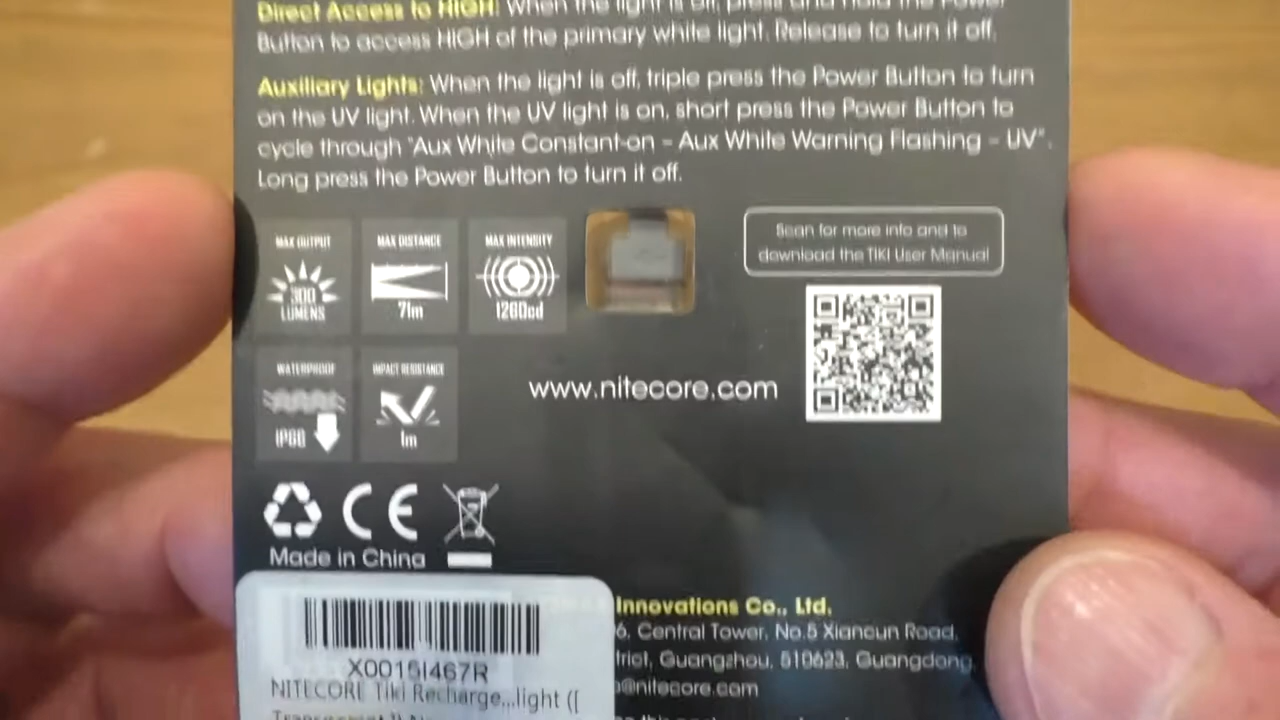 Direct Access to HIGH: When the light is off, press and hold the Power
Button to access HIGH of the primary white light. Release to turn it off.
Auxiliary Lights: When the light is off, triple press the Power Button to turn
on the UV light. When the UV light is on, short press the Power Button to
cycle through "Aux White Constant-on – Aux White Warning Flashing – UV".
Long press the Power Button to turn it off.
MAX OUTPUT
300
LUMENS
MAX DISTANCE
71m
MAX INTENSITY
1260cd
Scan for more info and to
download the TIKI User Manual
WATERPROOF
IP66
IMPACT RESISTANCE
1m
www.nitecore.com
CE
Made in China
Innovations Co., Ltd.
6, Central Tower, No.5 Xiancun Road,
trict, Guangzhou, 510623, Guangdong,
@nitecore.com
X0015I467R
NITECORE Tiki Recharge...light ([